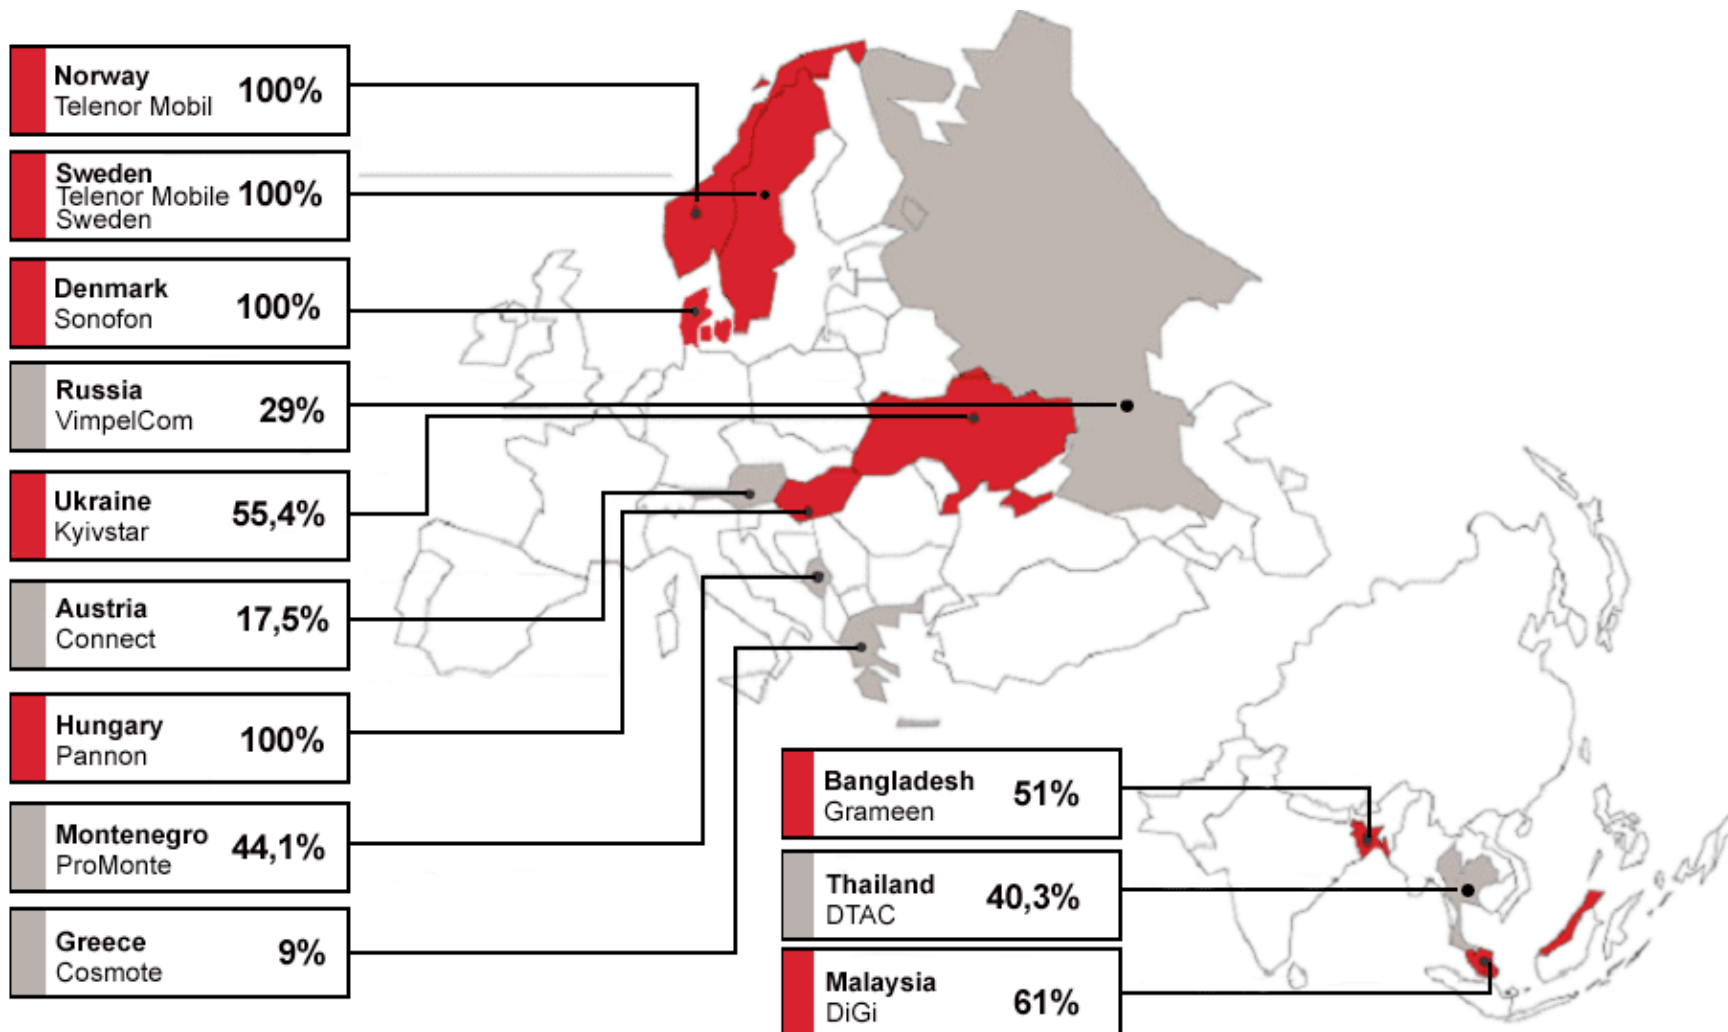 Norway
Telenor Mobil
100%
Sweden
Telenor Mobile
Sweden
100%
Denmark
Sonofon
100%
Russia
VimpelCom
29%
Ukraine
Kyivstar
55,4%
Austria
Connect
17,5%
Hungary
Pannon
100%
Montenegro
ProMonte
44,1%
Greece
Cosmote
9%
Bangladesh
Grameen
51%
Thailand
DTAC
40,3%
Malaysia
DiGi
61%